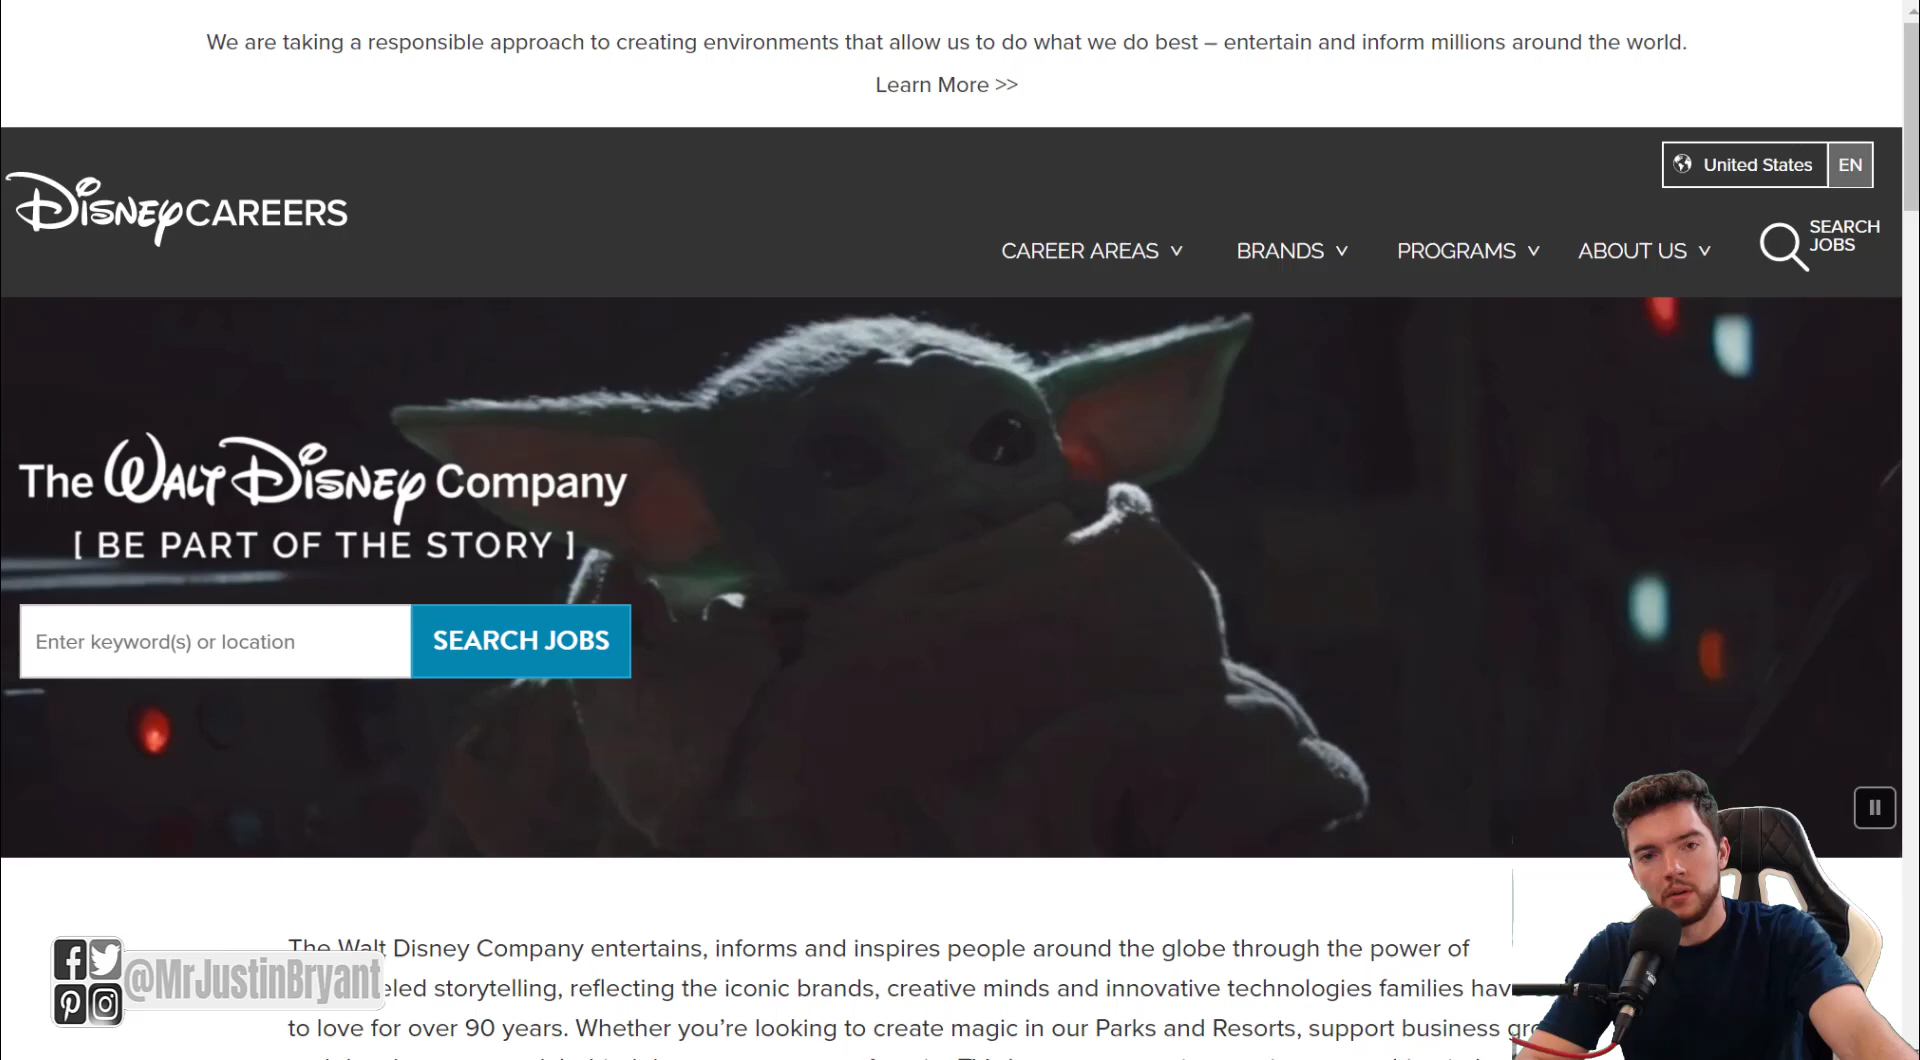 We are taking a responsible approach to creating environments that allow us to do what we do best – entertain and inform millions around the world.
Learn More >>
United States EN
DISNEY CAREERS
CAREER AREAS BRANDS PROGRAMS ABOUT US SEARCH JOBS
The WALT DISNEY Company
[ BE PART OF THE STORY ]
Enter keyword(s) or location SEARCH JOBS
The Walt Disney Company entertains, informs and inspires people around the globe through the power of
storytelling, reflecting the iconic brands, creative minds and innovative technologies families
to love for over 90 years. Whether you're looking to create magic in our Parks and Resorts, support business
@MrJustinBryant